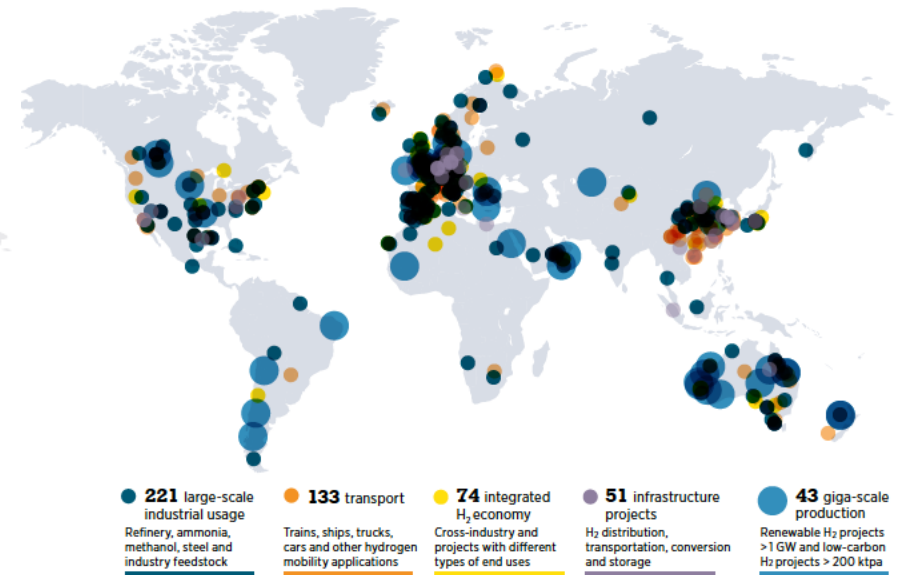 221 large-scale
industrial usage
Refinery, ammonia,
methanol, steel and
industry feedstock
133 transport
Trains, ships, trucks,
cars and other hydrogen
mobility applications
74 integrated
H₂ economy
Cross-industry and
projects with different
types of end uses
51 infrastructure
projects
H₂ distribution,
transportation, conversion
and storage
43 giga-scale
production
Renewable H₂ projects
>1 GW and low-carbon
H₂ projects > 200 ktpa